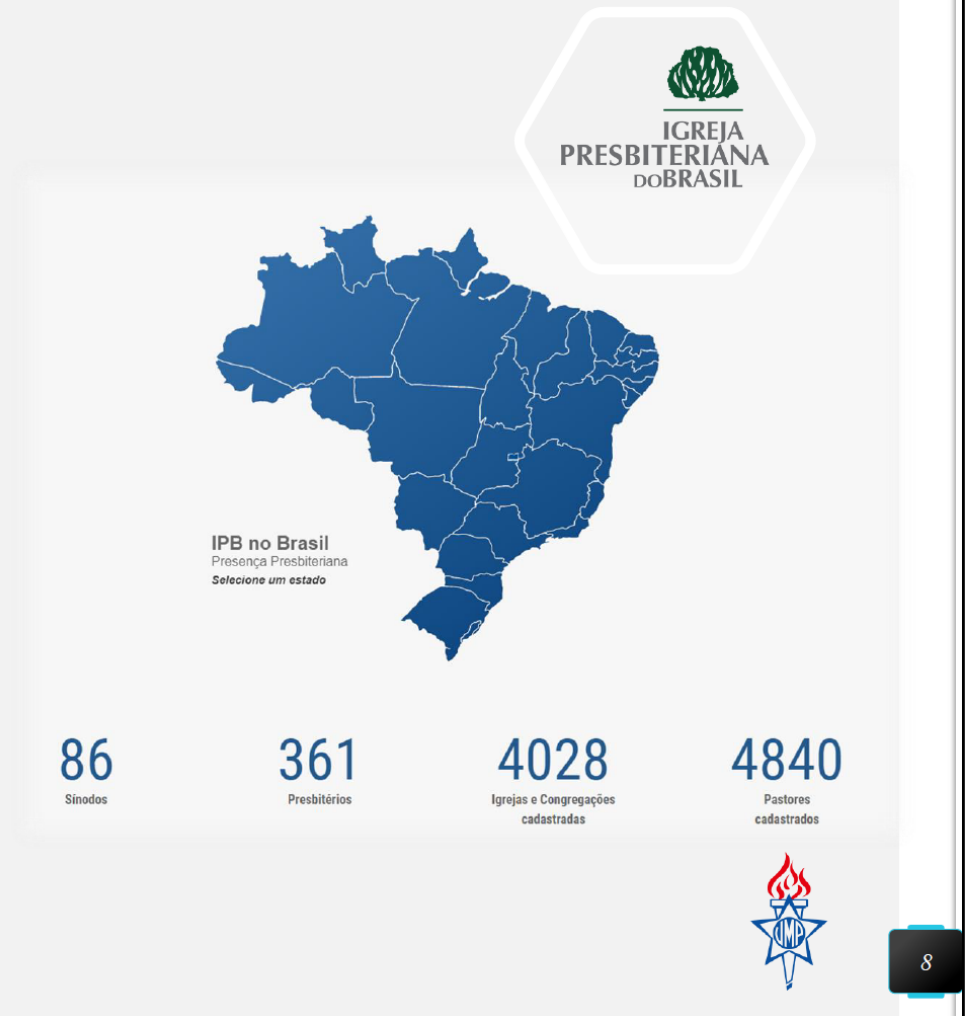 IGREJA
PRESBITERIANA
DOBRASIL
IPB no Brasil
Presença Presbiteriana
Selecione um estado
86
Sínodos
361
Presbitérios
4028
Igrejas e Congregações
cadastradas
4840
Pastores
cadastrados
UMP
8